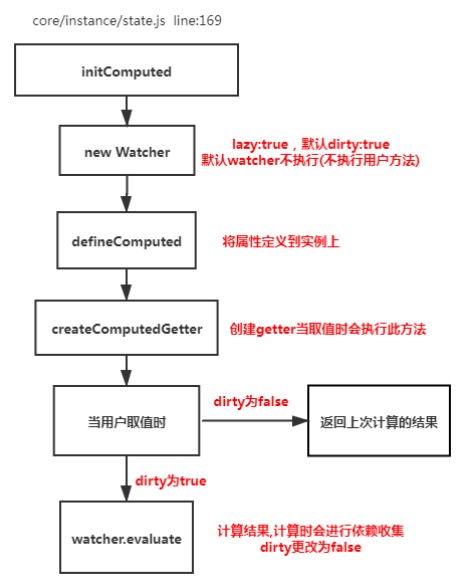 core/instance/state.js line:169
initComputed
new Watcher
lazy:true，默认dirty:true
默认watcher不执行(不执行用户方法)
defineComputed
将属性定义到实例上
createComputedGetter
创建getter当取值时会执行此方法
dirty为false
当用户取值时
返回上次计算的结果
dirty为true
watcher.evaluate
计算结果,计算时会进行依赖收集
dirty更改为false